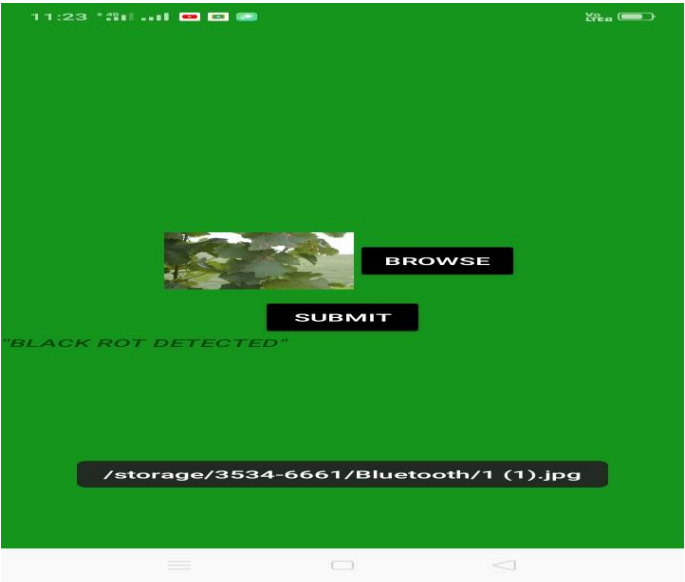 11:23
BROWSE
SUBMIT
"BLACK ROT DETECTED"
/storage/3534-6661/Bluetooth/1 (1).jpg